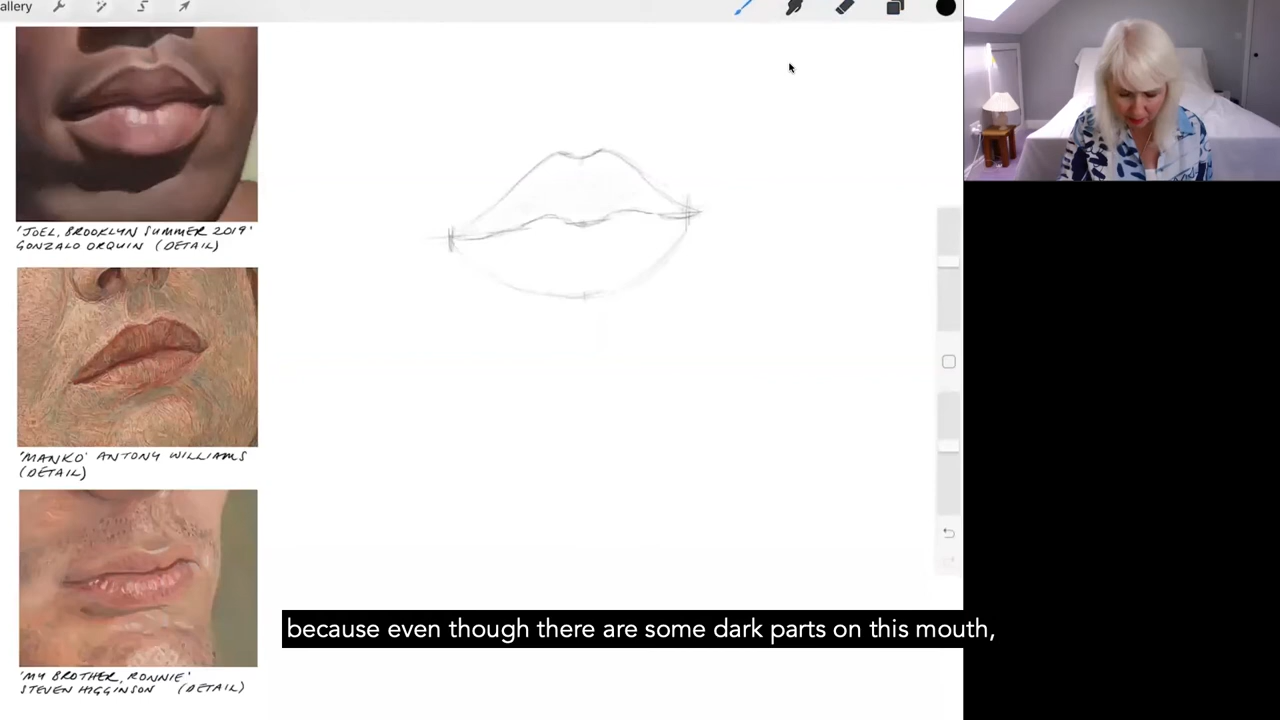 allery
'JOEL, BROOKLYN SUMMER 2019'
GONZALO ORQUIN (DETAIL)
'MANKO' ANTONY WILLIAMS
(DETAIL)
'MY BROTHER, RONNIE'
STEVEN HIGGINSON (DETAIL)
because even though there are some dark parts on this mouth,